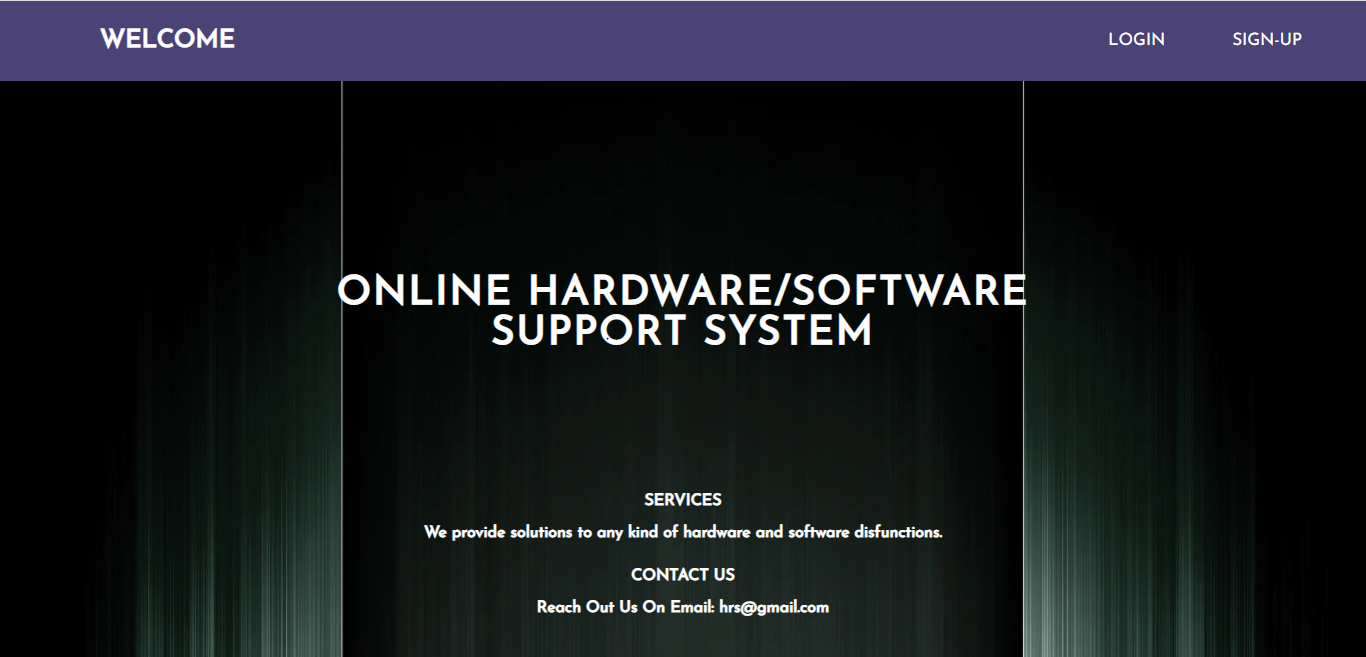 WELCOME
LOGIN
SIGN-UP
ONLINE HARDWARE/SOFTWARE
SUPPORT SYSTEM
SERVICES
We provide solutions to any kind of hardware and software disfunctions.
CONTACT US
Reach Out Us On Email: hrs@gmail.com